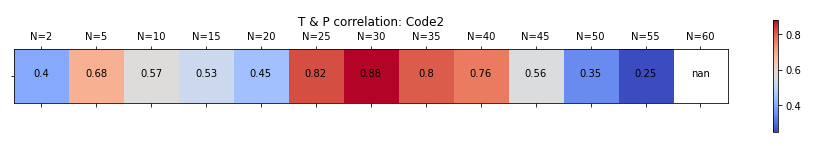 T & P correlation: Code2
N=2 N=5 N=10 N=15 N=20 N=25 N=30 N=35 N=40 N=45 N=50 N=55 N=60
0.4 0.68 0.57 0.53 0.45 0.82 0.88 0.8 0.76 0.56 0.35 0.25 nan
0.8
0.6
0.4